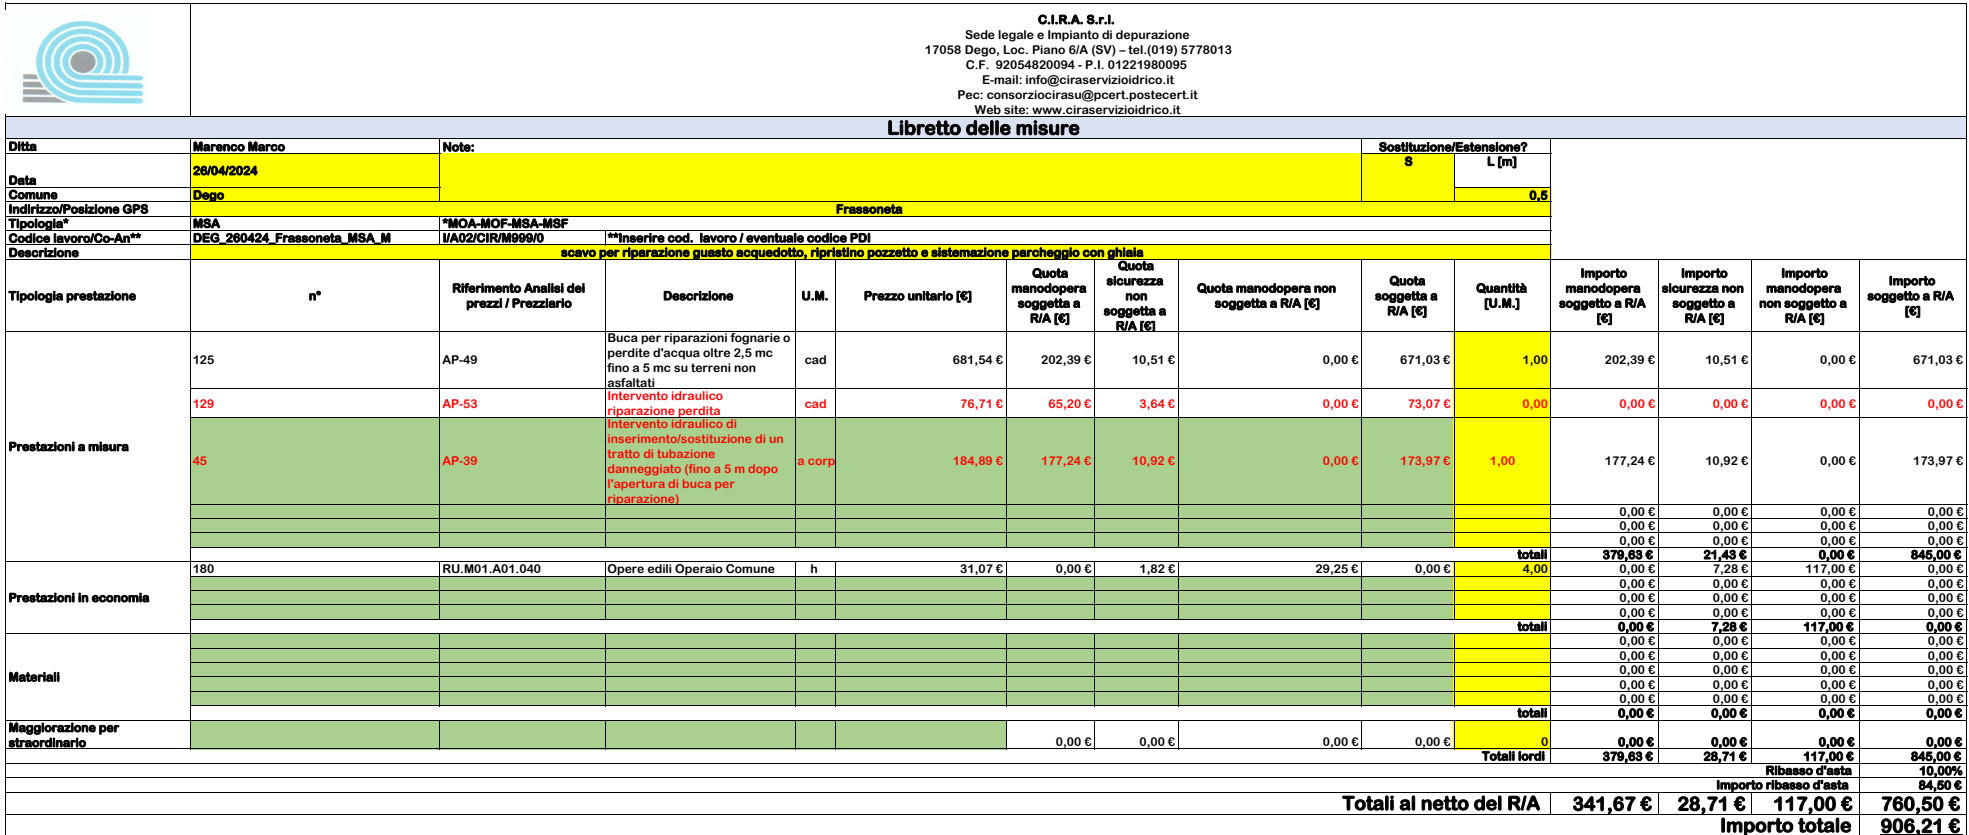 C.I.R.A. S.r.l.
Sede legale e Impianto di depurazione
17058 Dego, Loc. Piano 6/A (SV) – tel.(019) 5778013
C.F. 92054820094 - P.I. 01221980095
E-mail: info@ciraservizioidrico.it
Pec: consorziocirasu@pcert.postecert.it
Web site: www.ciraservizioidrico.it
Libretto delle misure
Ditta Marenco Marco Note: Sostituzione/Estensione?
Data 26/04/2024 S L [m]
Comune Dego 0,5
Indirizzo/Posizione GPS Frassoneta
Tipologia* MSA *MOA-MOF-MSA-MSF
Codice lavoro/Co-An** DEG_260424_Frassoneta_MSA_M I/A02/CIR/M999/0 **Inserire cod. lavoro / eventuale codice PDI
Descrizione scavo per riparazione guasto acquedotto, ripristino pozzetto e sistemazione parcheggio con ghiaia
Tipologia prestazione n° Riferimento Analisi dei prezzi / Prezziario Descrizione U.M. Prezzo unitario [€] Quota manodopera soggetta a R/A [€] Quota sicurezza non soggetta a R/A [€] Quota manodopera non soggetta a R/A [€] Quota soggetta a R/A [€] Quantità [U.M.] Importo manodopera soggetto a R/A [€] Importo sicurezza non soggetto a R/A [€] Importo manodopera non soggetto a R/A [€] Importo soggetto a R/A [€]
Prestazioni a misura
125 AP-49 Buca per riparazioni fognarie o perdite d'acqua oltre 2,5 mc fino a 5 mc su terreni non asfaltati cad 681,54 € 202,39 € 10,51 € 0,00 € 671,03 € 1,00 202,39 € 10,51 € 0,00 € 671,03 €
129 AP-53 Intervento idraulico riparazione perdita cad 76,71 € 65,20 € 3,64 € 0,00 € 73,07 € 0,00 0,00 € 0,00 € 0,00 € 0,00 €
45 AP-39 Intervento idraulico di inserimento/sostituzione di un tratto di tubazione danneggiato (fino a 5 m dopo l'apertura di buca per riparazione) a corp 184,89 € 177,24 € 10,92 € 0,00 € 173,97 € 1,00 177,24 € 10,92 € 0,00 € 173,97 €
0,00 € 0,00 € 0,00 € 0,00 €
0,00 € 0,00 € 0,00 € 0,00 €
0,00 € 0,00 € 0,00 € 0,00 €
totali 379,63 € 21,43 € 0,00 € 845,00 €
Prestazioni in economia
180 RU.M01.A01.040 Opere edili Operaio Comune h 31,07 € 0,00 € 1,82 € 29,25 € 0,00 € 4,00 0,00 € 7,28 € 117,00 € 0,00 €
0,00 € 0,00 € 0,00 € 0,00 €
0,00 € 0,00 € 0,00 € 0,00 €
0,00 € 0,00 € 0,00 € 0,00 €
totali 0,00 € 7,28 € 117,00 € 0,00 €
Materiali
0,00 € 0,00 € 0,00 € 0,00 €
0,00 € 0,00 € 0,00 € 0,00 €
0,00 € 0,00 € 0,00 € 0,00 €
0,00 € 0,00 € 0,00 € 0,00 €
0,00 € 0,00 € 0,00 € 0,00 €
totali 0,00 € 0,00 € 0,00 € 0,00 €
Maggiorazione per straordinario 0,00 € 0,00 € 0,00 € 0,00 € 0 0,00 € 0,00 € 0,00 € 0,00 €
Totali lordi 379,63 € 28,71 € 117,00 € 845,00 €
Ribasso d'asta 10,00%
Importo ribasso d'asta 84,50 €
Totali al netto del R/A 341,67 € 28,71 € 117,00 € 760,50 €
Importo totale 906,21 €